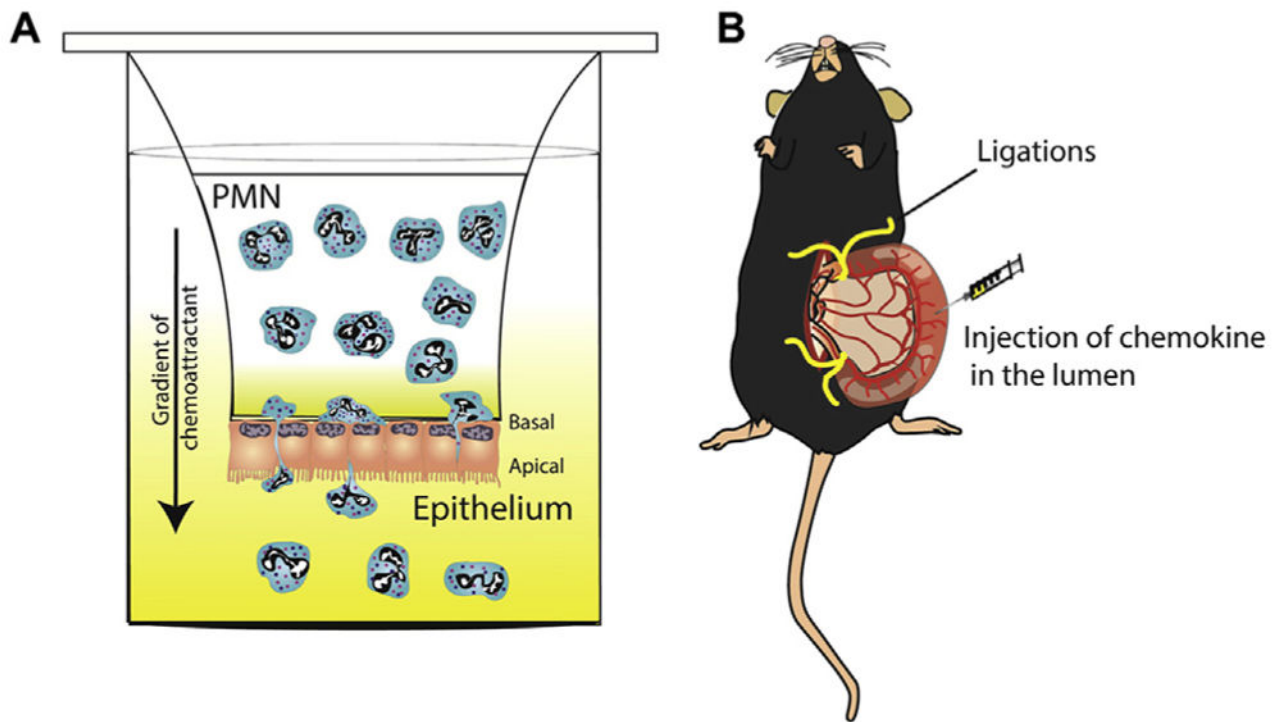 A
PMN
Gradient of
chemoattractant
Basal
Apical
Epithelium
B
Ligations
Injection of chemokine
in the lumen